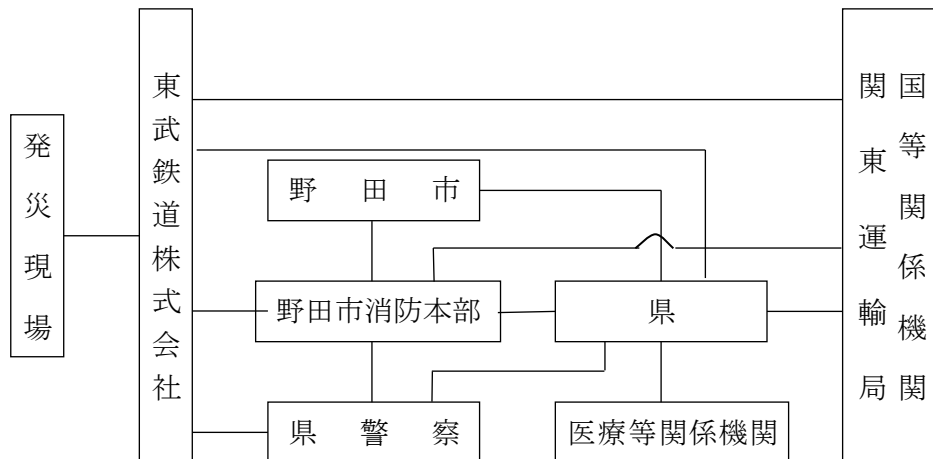 発災現場
東武鉄道株式会社
野田市
野田市消防本部
県警察
県
医療等関係機関
国等関係機関
関東運輸局